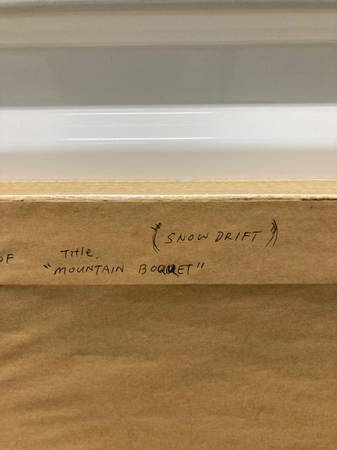 (SNOW DRIFT)
OF Title.
"MOUNTAIN BOQUET"